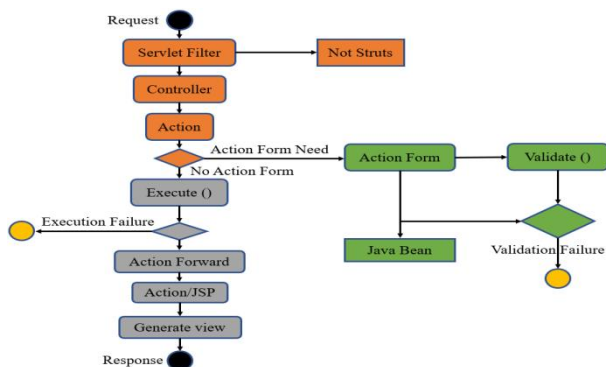 Request
Servlet Filter
Not Struts
Controller
Action
Action Form Need
Action Form
Validate ()
No Action Form
Execute ()
Execution Failure
Java Bean
Validation Failure
Action Forward
Action/JSP
Generate view
Response